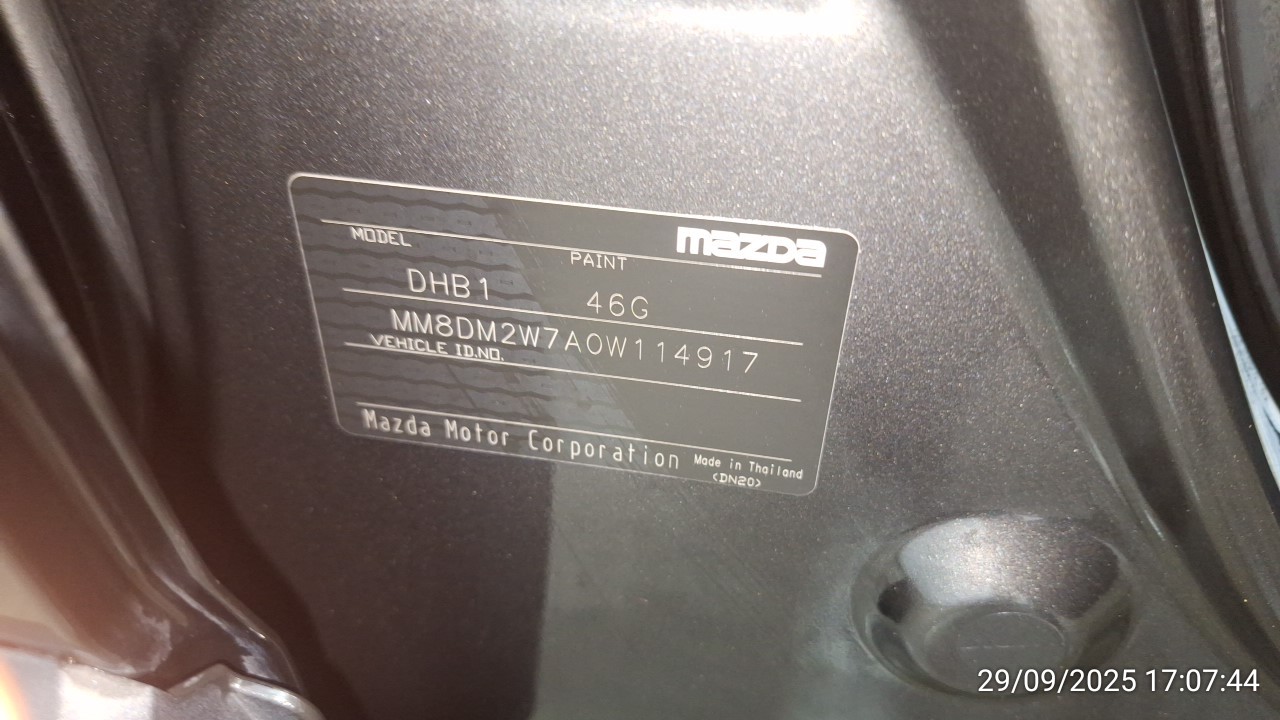 mazda
MODEL
PAINT
DHB1
46G
MM8DM2W7A0W114917
VEHICLE ID.NO.
Mazda Motor Corporation
Made in Thailand
<DN20>
29/09/2025 17:07:44